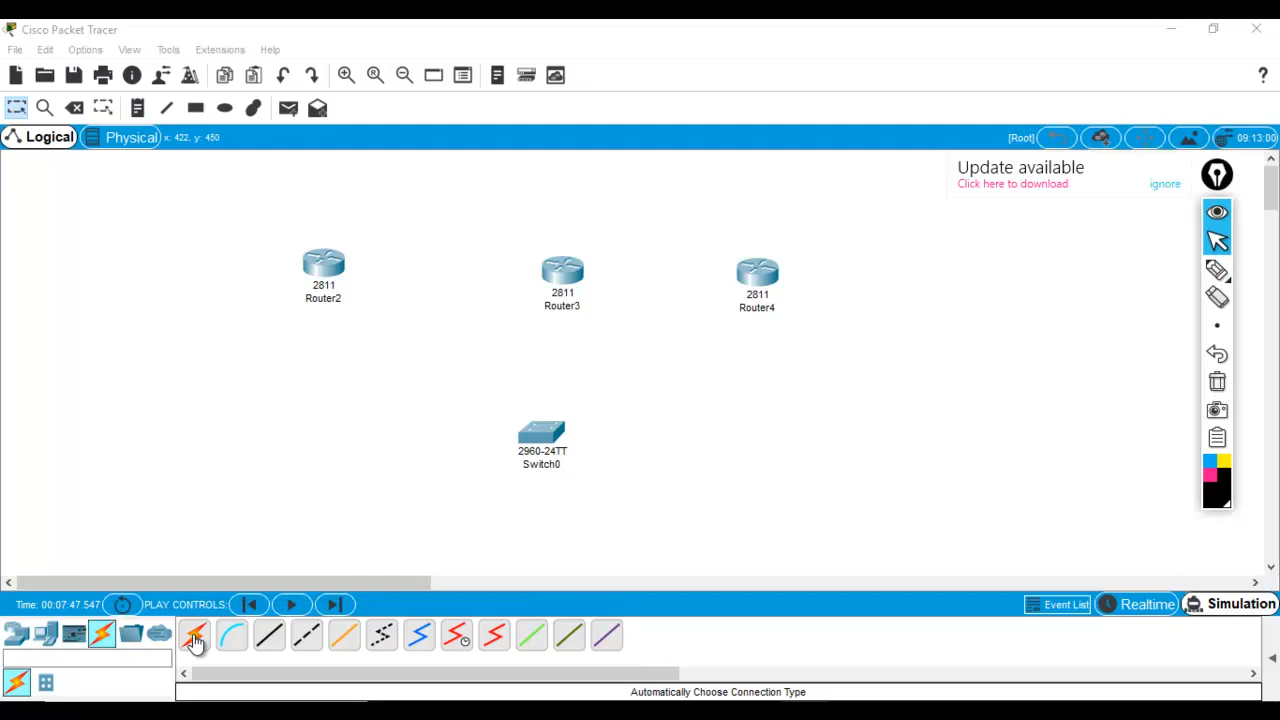 Cisco Packet Tracer
File Edit Options View Tools Extensions Help
?
Logical Physical x: 422, y: 450 [Root] 09:13:00
Update available
Click here to download ignore
2811
Router2
2811
Router3
2811
Router4
2960-24TT
Switch0
Time: 00:07:47.547 PLAY CONTROLS: Event List Realtime Simulation
Automatically Choose Connection Type